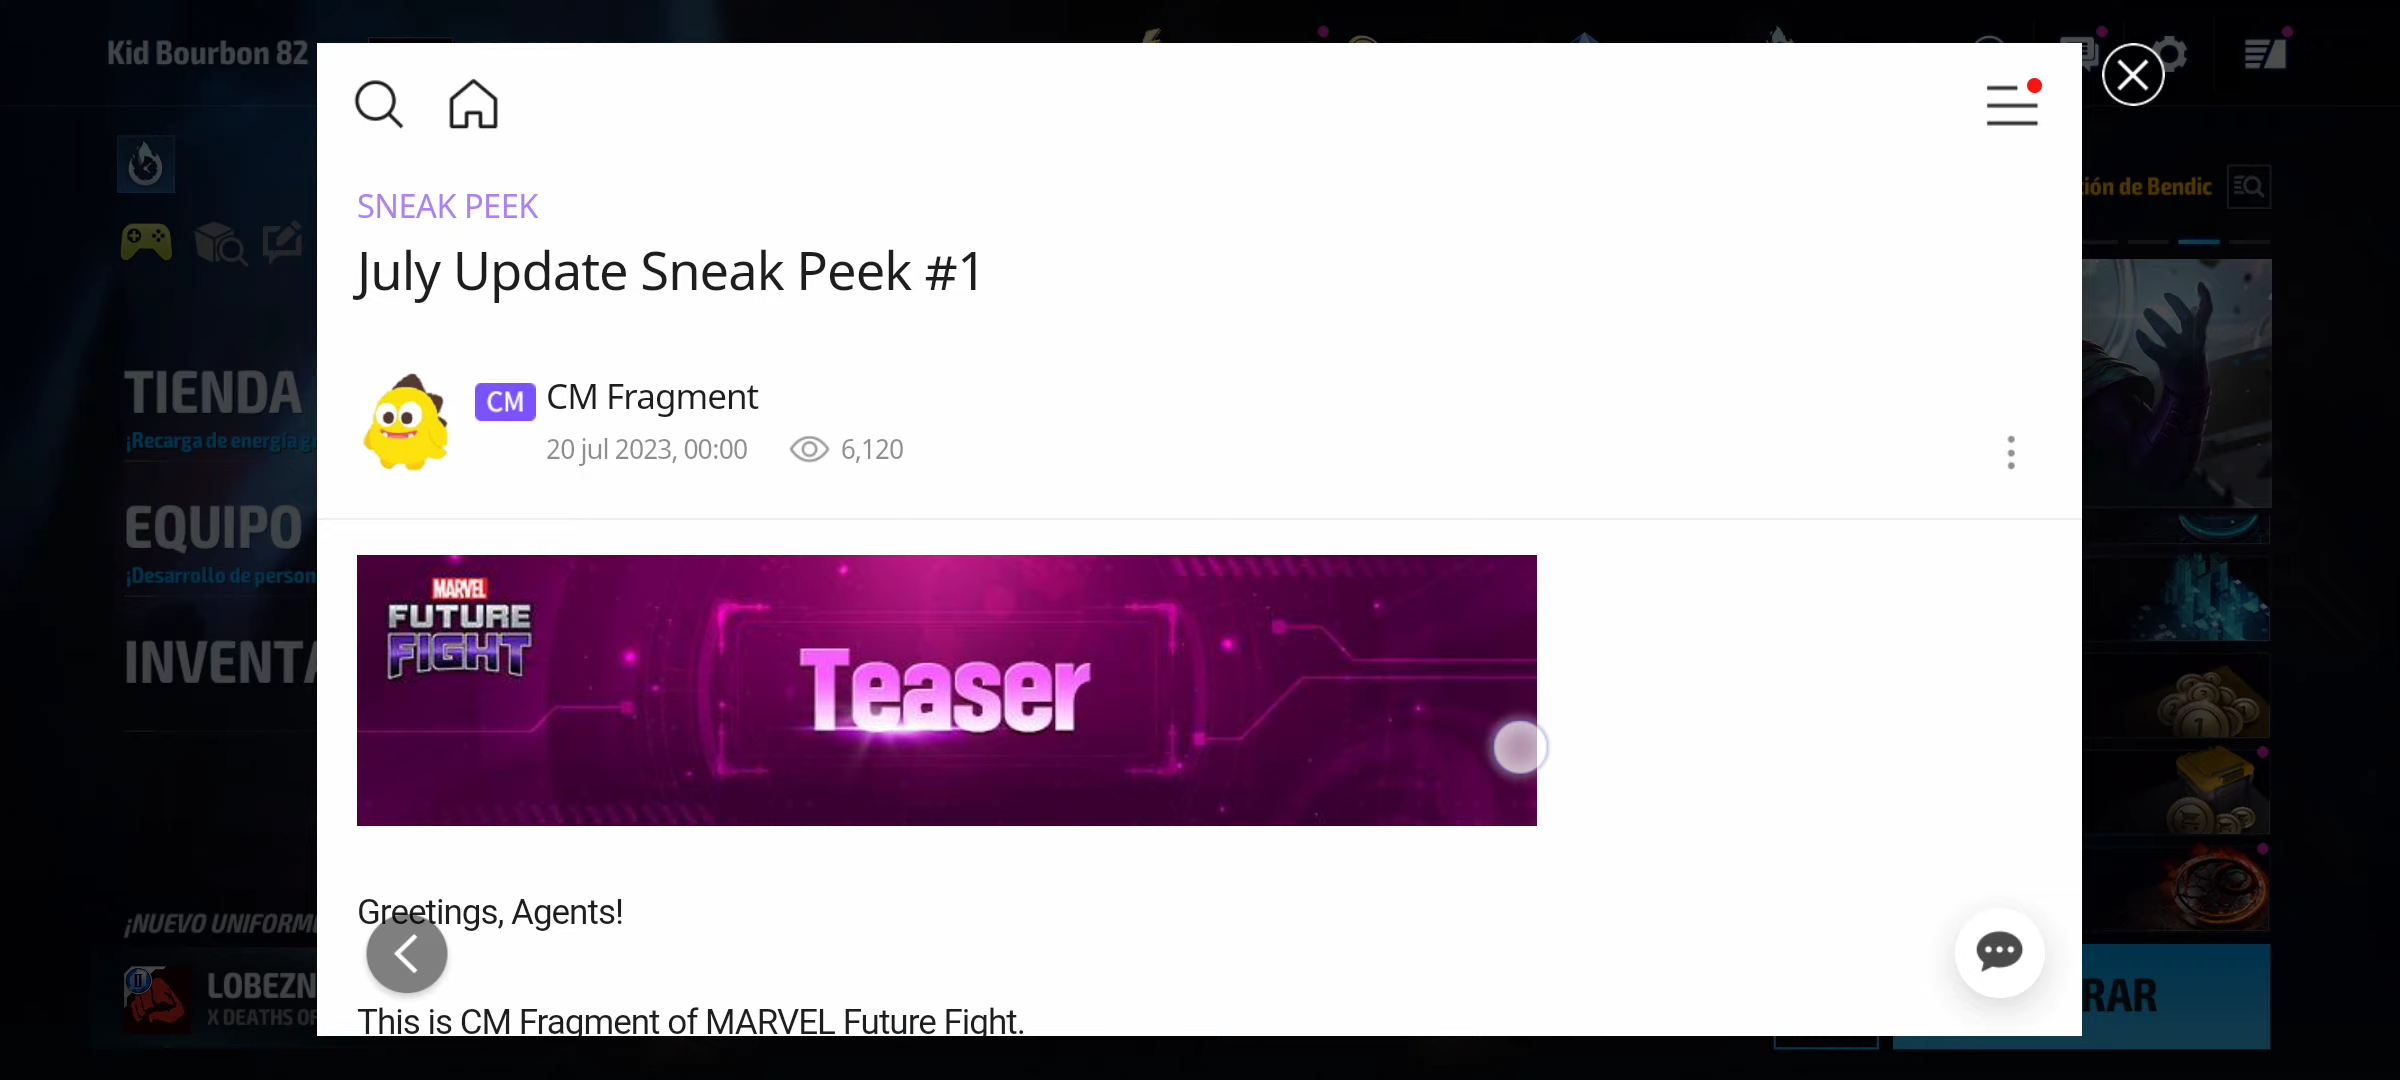 Kid Bourbon 82
SNEAK PEEK
July Update Sneak Peek #1
CM CM Fragment
20 jul 2023, 00:00 6,120
MARVEL
FUTURE
FIGHT
Teaser
Greetings, Agents!
This is CM Fragment of MARVEL Future Fight.
TIENDA
¡Recarga de energía
EQUIPO
¡Desarrollo de person
INVENTA
¡NUEVO UNIFORM
LOBEZN
X DEATHS OF
ión de Bendic
RAR